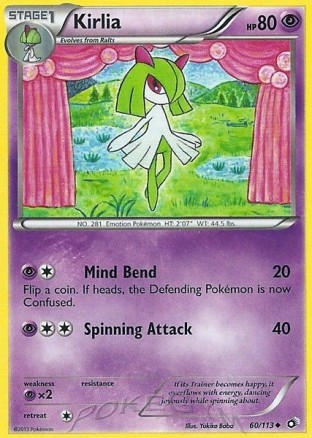 STAGE1
Kirlia
HP80
Evolves from Ralts
NO. 281 Emotion Pokémon HT: 2'07" WT: 44.5 lbs.
Mind Bend 20
Flip a coin. If heads, the Defending Pokémon is now
Confused.
Spinning Attack 40
weakness resistance
×2
retreat
If its Trainer becomes happy, it
overflows with energy, dancing
joyously while spinning about.
©2013 Pokémon
Illus. Yukiko Baba 60/113
POKÉMON